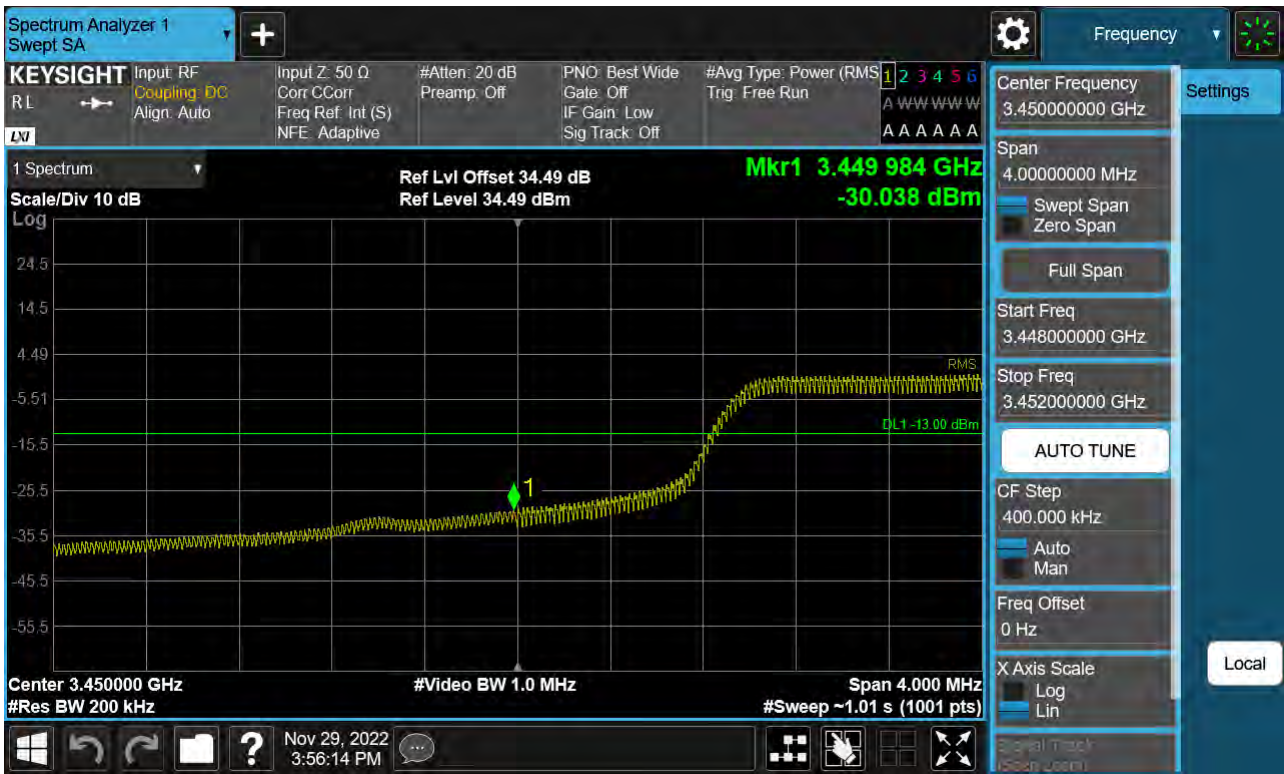 Spectrum Analyzer 1
Swept SA
+
Frequency
KEYSIGHT
RL
LXI
Input: RF
Coupling: DC
Align: Auto
Input Z: 50 Ω
Corr CCorr
Freq Ref: Int (S)
NFE: Adaptive
#Atten: 20 dB
Preamp: Off
PNO: Best Wide
Gate: Off
IF Gain: Low
Sig Track: Off
#Avg Type: Power (RMS
Trig: Free Run
1 2 3 4 5 6
A W W W W W
A A A A A A
1 Spectrum
Scale/Div 10 dB
Ref Lvl Offset 34.49 dB
Ref Level 34.49 dBm
Mkr1 3.449 984 GHz
-30.038 dBm
Log
24.5
14.5
4.49
-5.51
-15.5
-25.5
-35.5
-45.5
-55.5
RMS
DL1 -13.00 dBm
1
Center 3.450000 GHz
#Res BW 200 kHz
#Video BW 1.0 MHz
Span 4.000 MHz
#Sweep ~1.01 s (1001 pts)
Center Frequency
3.450000000 GHz
Span
4.00000000 MHz
Swept Span
Zero Span
Full Span
Start Freq
3.448000000 GHz
Stop Freq
3.452000000 GHz
AUTO TUNE
CF Step
400.000 kHz
Auto
Man
Freq Offset
0 Hz
X Axis Scale
Log
Lin
Signal Track
(Span Zoom)
Settings
Local
?
Nov 29, 2022
3:56:14 PM